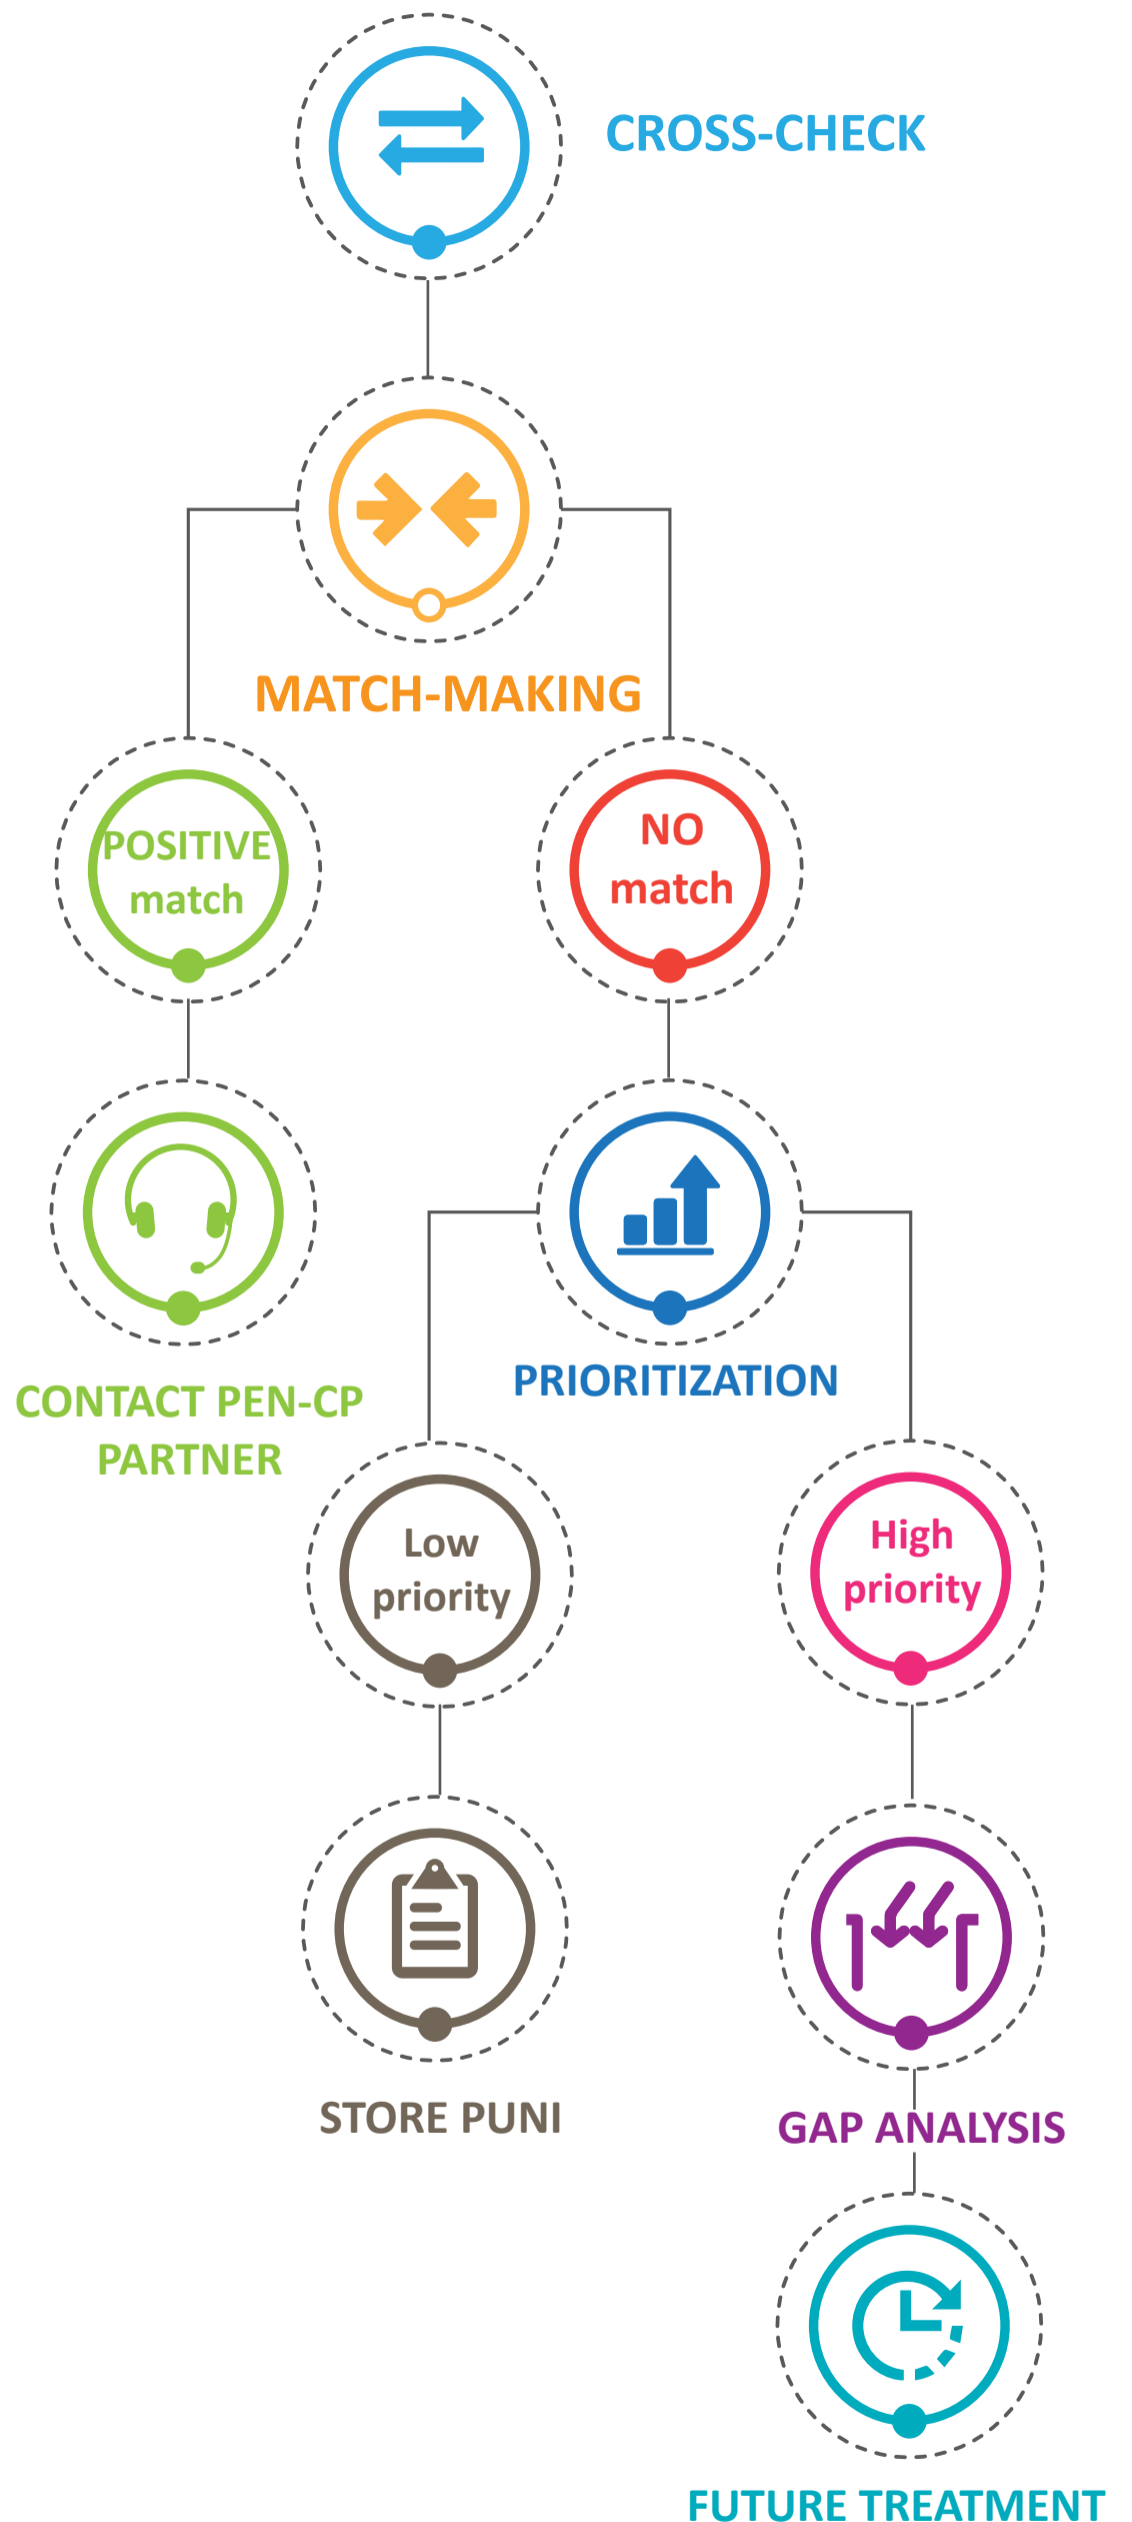 CROSS-CHECK
MATCH-MAKING
POSITIVE
match
NO
match
CONTACT PEN-CP
PARTNER
PRIORITIZATION
Low
priority
High
priority
STORE PUNI
GAP ANALYSIS
FUTURE TREATMENT